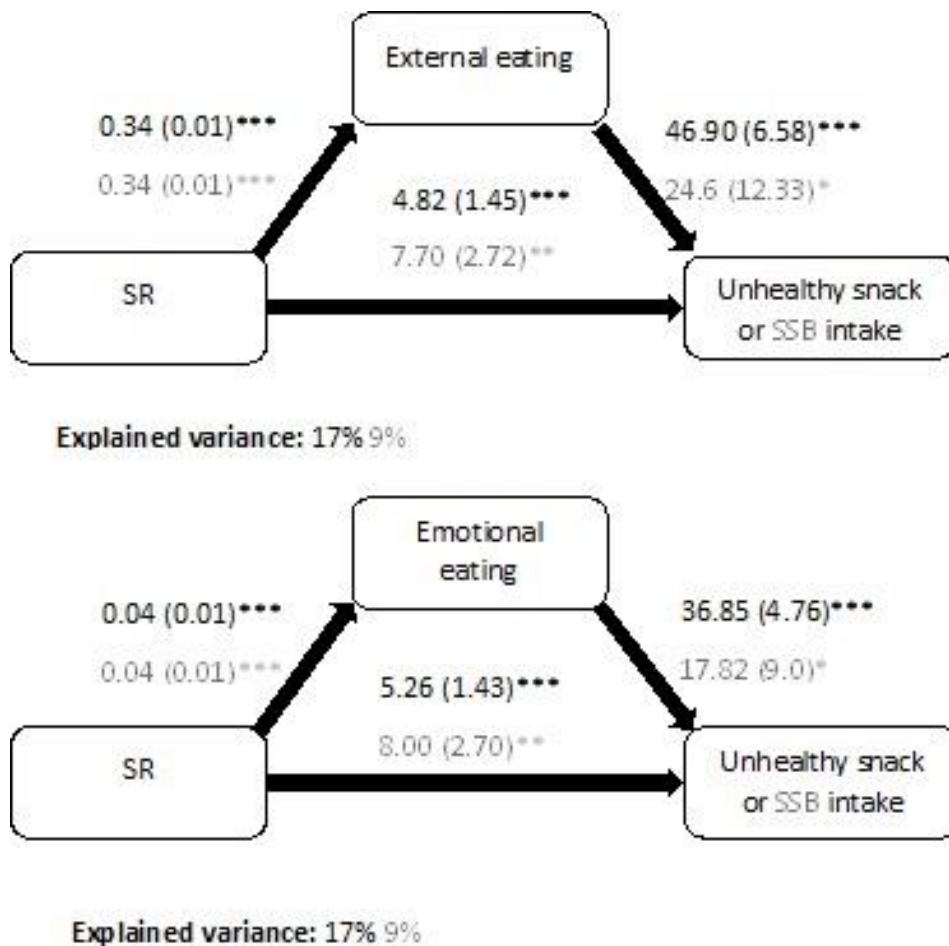 External eating
0.34 (0.01)***
46.90 (6.58)***
0.34 (0.01)***
24.6 (12.33)*
4.82 (1.45)***
7.70 (2.72)**
SR
Unhealthy snack
or SSB intake
Explained variance: 17% 9%
Emotional
eating
0.04 (0.01)***
36.85 (4.76)***
0.04 (0.01)***
17.82 (9.0)*
5.26 (1.43)***
8.00 (2.70)**
SR
Unhealthy snack
or SSB intake
Explained variance: 17% 9%